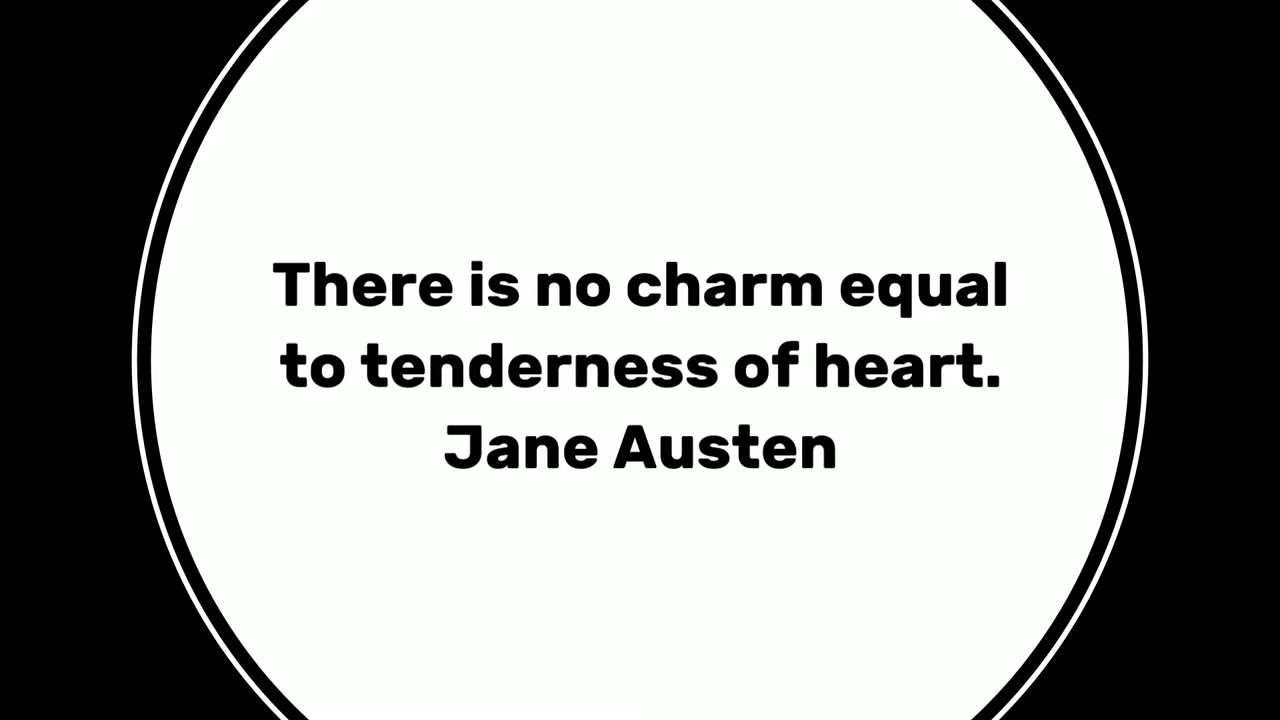 There is no charm equal
to tenderness of heart.
Jane Austen